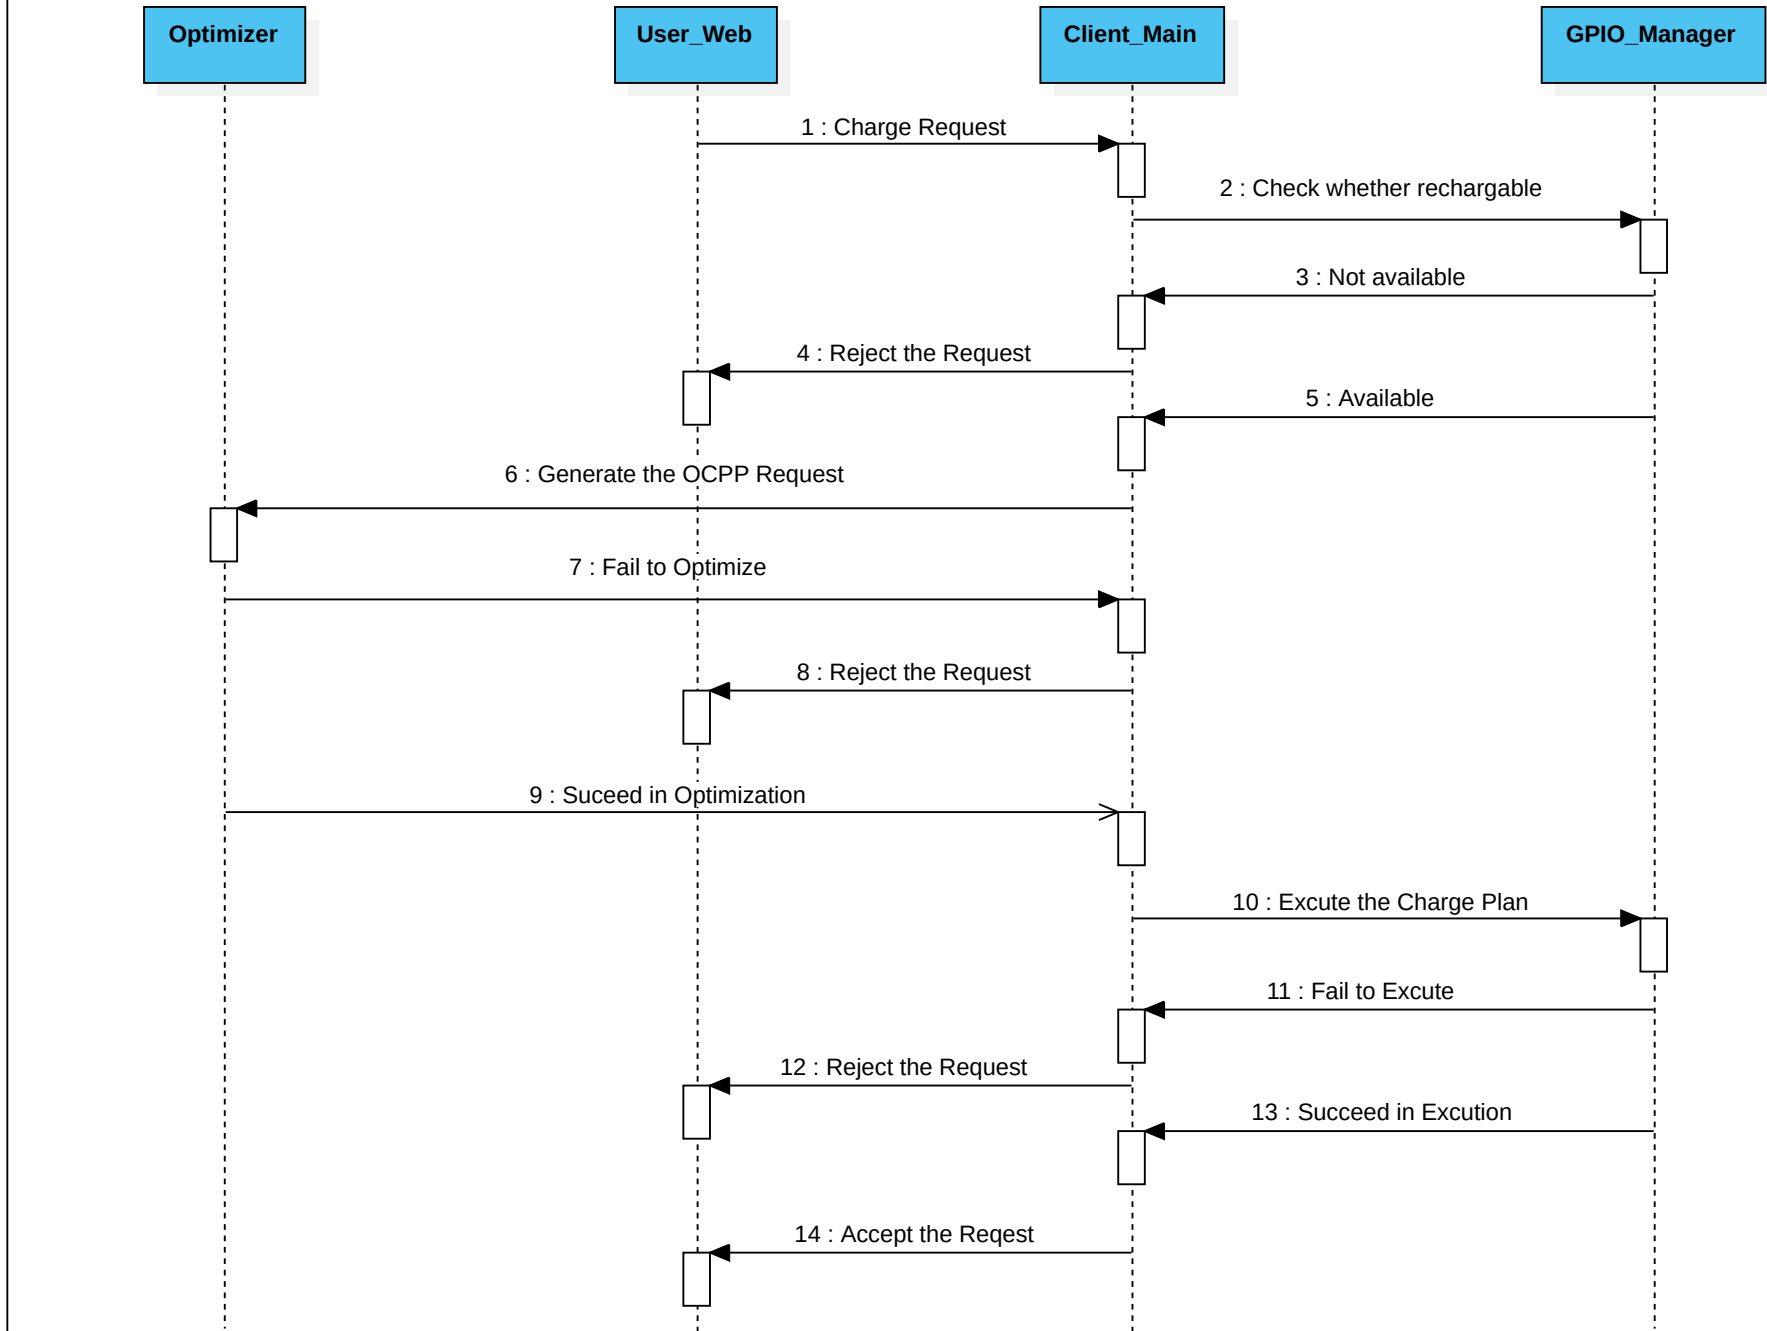 Optimizer
User_Web
Client_Main
GPIO_Manager
1 : Charge Request
2 : Check whether rechargable
3 : Not available
4 : Reject the Request
5 : Available
6 : Generate the OCPP Request
7 : Fail to Optimize
8 : Reject the Request
9 : Suceed in Optimization
10 : Excute the Charge Plan
11 : Fail to Excute
12 : Reject the Request
13 : Succeed in Excution
14 : Accept the Reqest